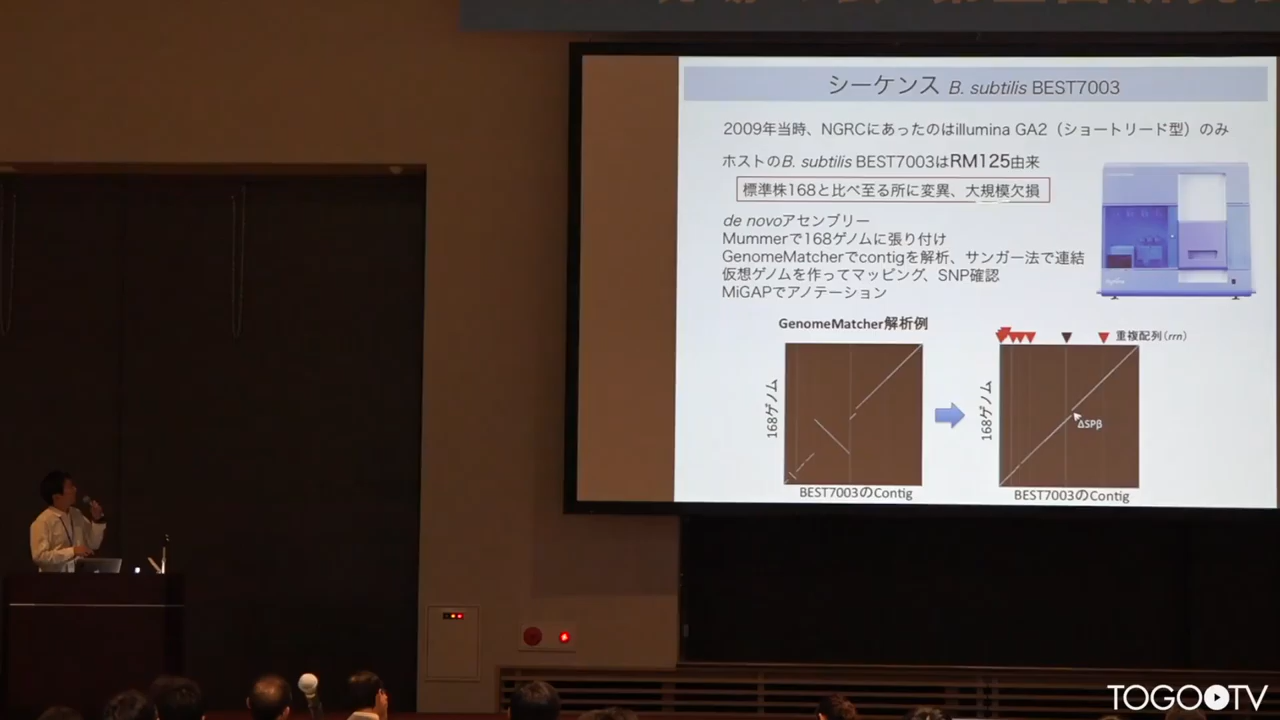 シーケンス B. subtilis BEST7003
2009年当時、NGRCにあったのはillumina GA2（ショートリード型）のみ
ホストのB. subtilis BEST7003はRM125由来
標準株168と比べ至る所に変異、大規模欠損
de novoアセンブリー
Mummerで168ゲノムに張り付け
GenomeMatcherでcontigを解析、サンガー法で連結
仮想ゲノムを作ってマッピング、SNP確認
MiGAPでアノテーション
GenomeMatcher解析例
重複配列(rrn)
168ゲノム
168ゲノム
ΔSPβ
BEST7003のContig
BEST7003のContig
TOGOTV